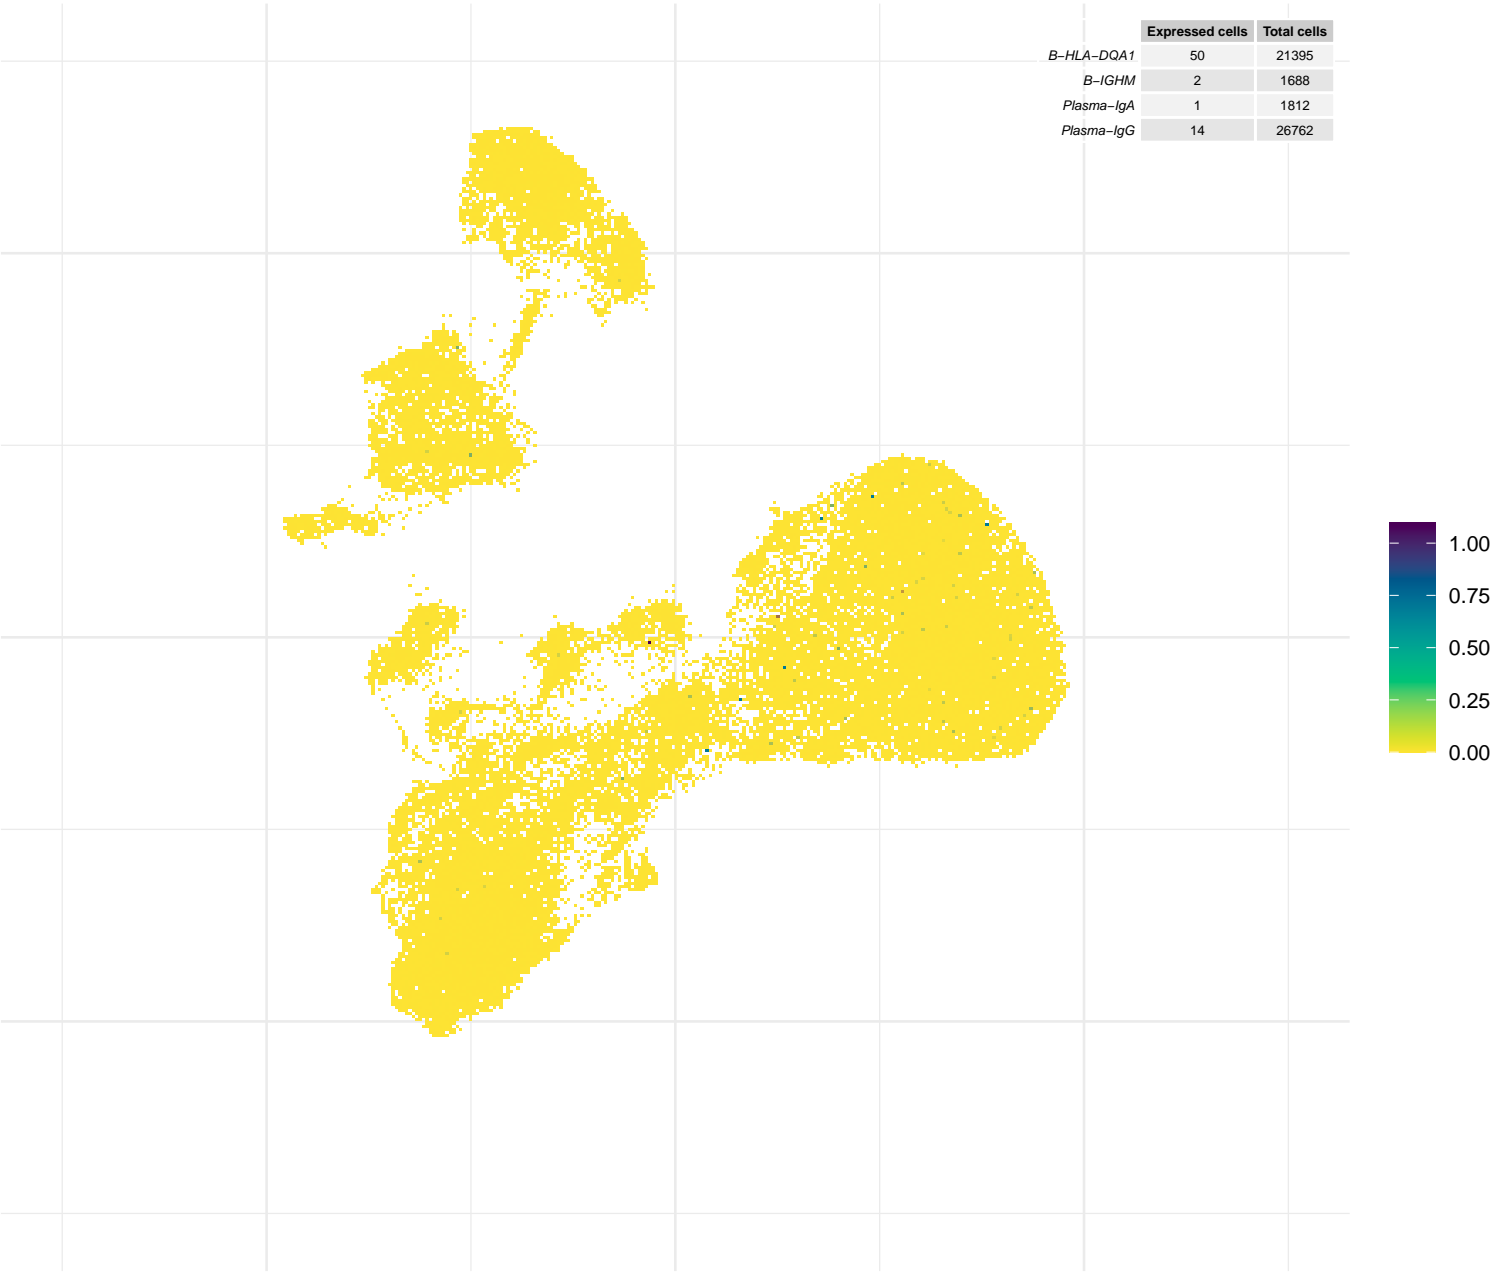 Expressed cells Total cells
B−HLA−DQA1 50 21395
B−IGHM 2 1688
Plasma−IgA 1 1812
Plasma−IgG 14 26762
1.00
0.75
0.50
0.25
0.00